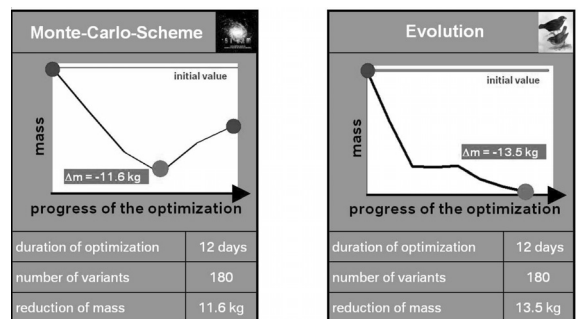 Monte-Carlo-Scheme
initial value
mass
Δm = -11.6 kg
progress of the optimization
duration of optimization 12 days
number of variants 180
reduction of mass 11.6 kg
Evolution
initial value
mass
Δm = -13.5 kg
progress of the optimization
duration of optimization 12 days
number of variants 180
reduction of mass 13.5 kg